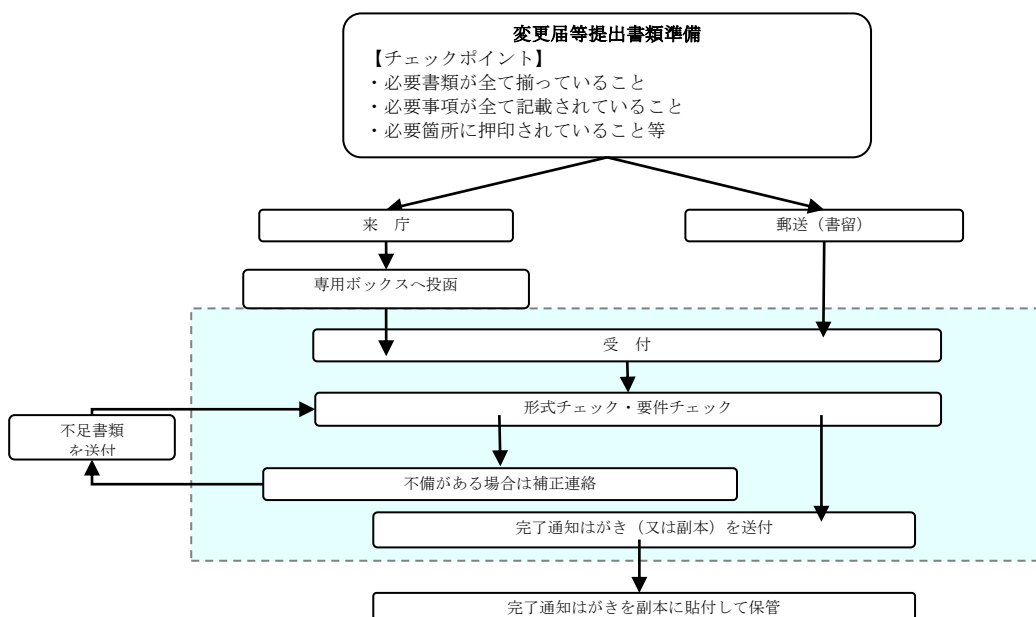 変更届等提出書類準備
【チェックポイント】
・必要書類が全て揃っていること
・必要事項が全て記載されていること
・必要箇所に押印されていること等
来　庁
郵送（書留）
専用ボックスへ投函
受　付
形式チェック・要件チェック
不足書類
を送付
不備がある場合は補正連絡
完了通知はがき（又は副本）を送付
完了通知はがきを副本に貼付して保管